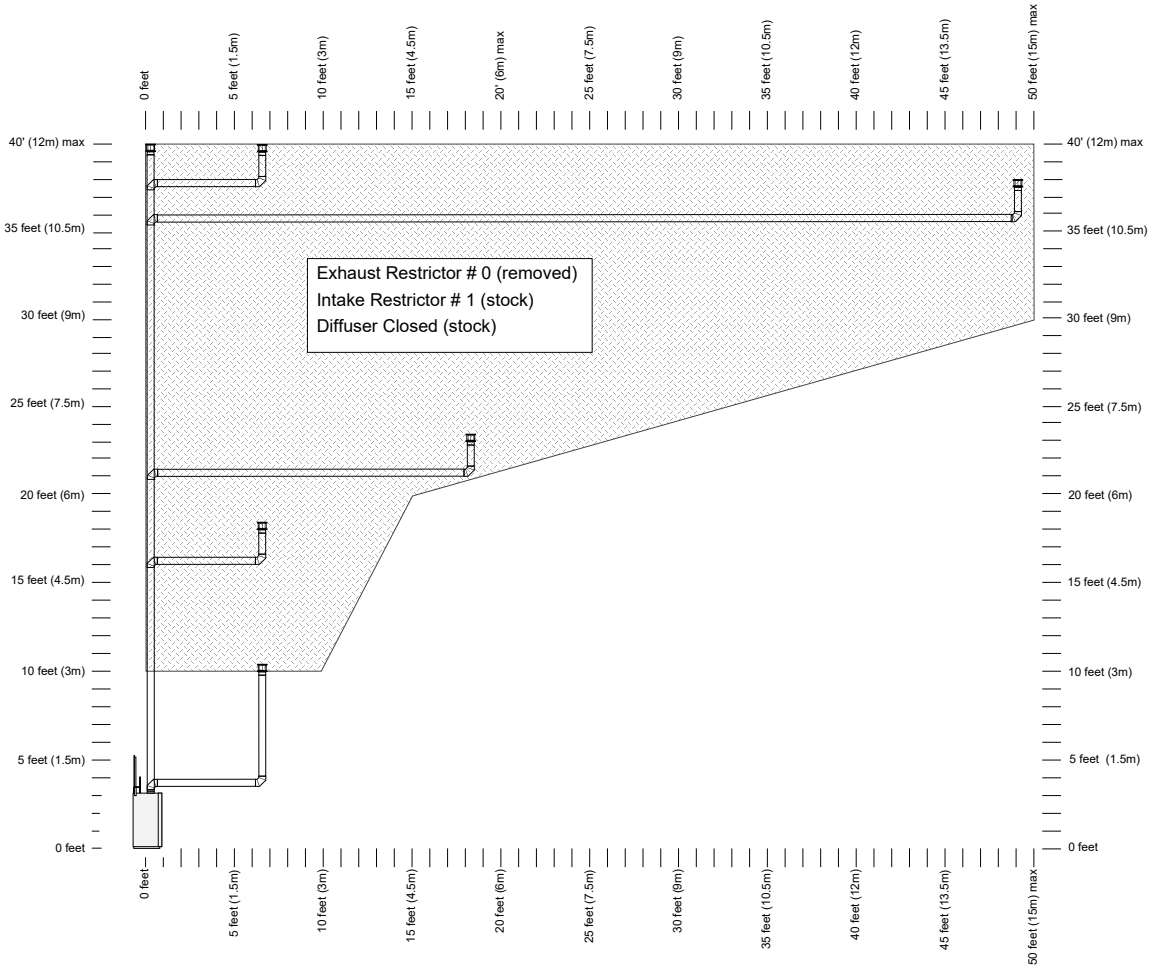 0 feet
5 feet (1.5m)
10 feet (3m)
15 feet (4.5m)
20' (6m) max
25 feet (7.5m)
30 feet (9m)
35 feet (10.5m)
40 feet (12m)
45 feet (13.5m)
50 feet (15m) max
40' (12m) max
35 feet (10.5m)
30 feet (9m)
25 feet (7.5m)
20 feet (6m)
15 feet (4.5m)
10 feet (3m)
5 feet (1.5m)
0 feet
Exhaust Restrictor # 0 (removed)
Intake Restrictor # 1 (stock)
Diffuser Closed (stock)
40' (12m) max
35 feet (10.5m)
30 feet (9m)
25 feet (7.5m)
20 feet (6m)
15 feet (4.5m)
10 feet (3m)
5 feet (1.5m)
0 feet
0 feet
5 feet (1.5m)
10 feet (3m)
15 feet (4.5m)
20 feet (6m)
25 feet (7.5m)
30 feet (9m)
35 feet (10.5m)
40 feet (12m)
45 feet (13.5m)
50 feet (15m) max